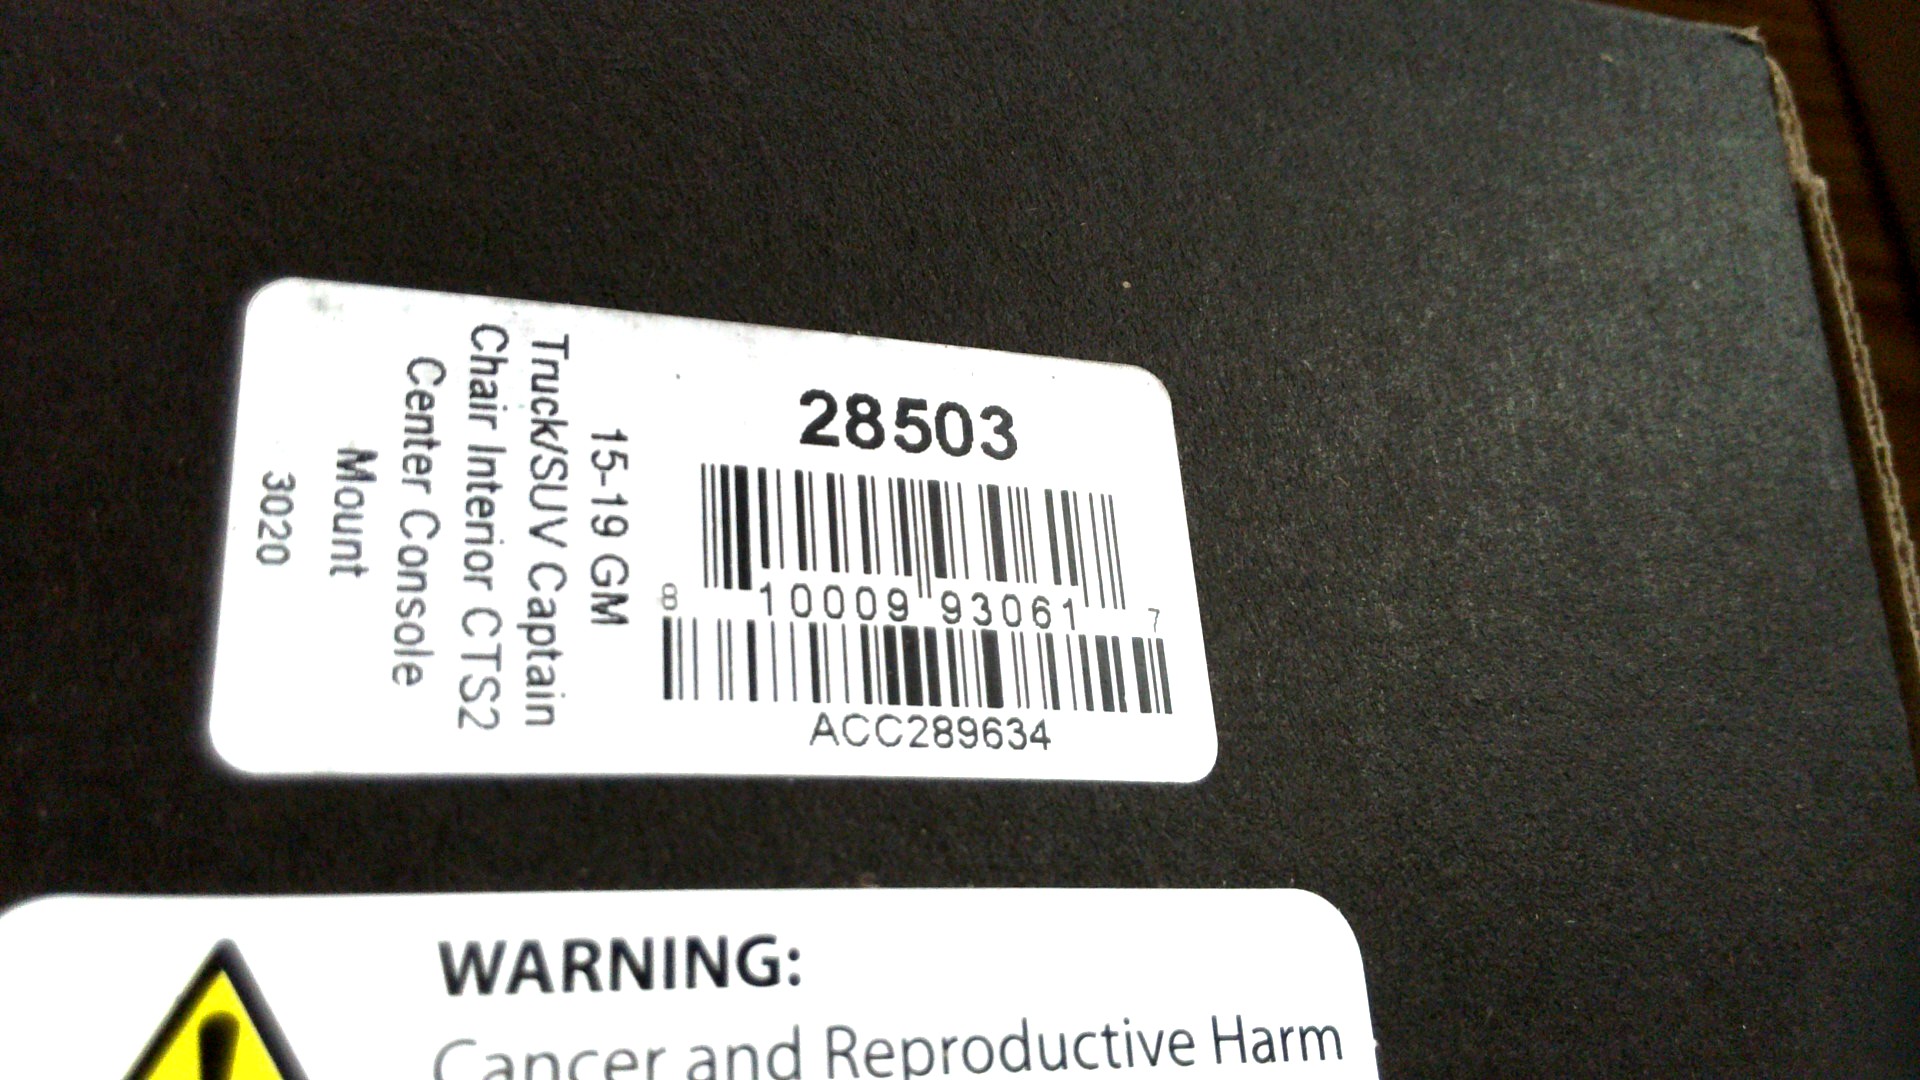 28503
8 10009 93061 7
ACC289634
15-19 GM
Truck/SUV Captain
Chair Interior CTS2
Center Console
Mount
3020
WARNING:
Cancer and Reproductive Harm